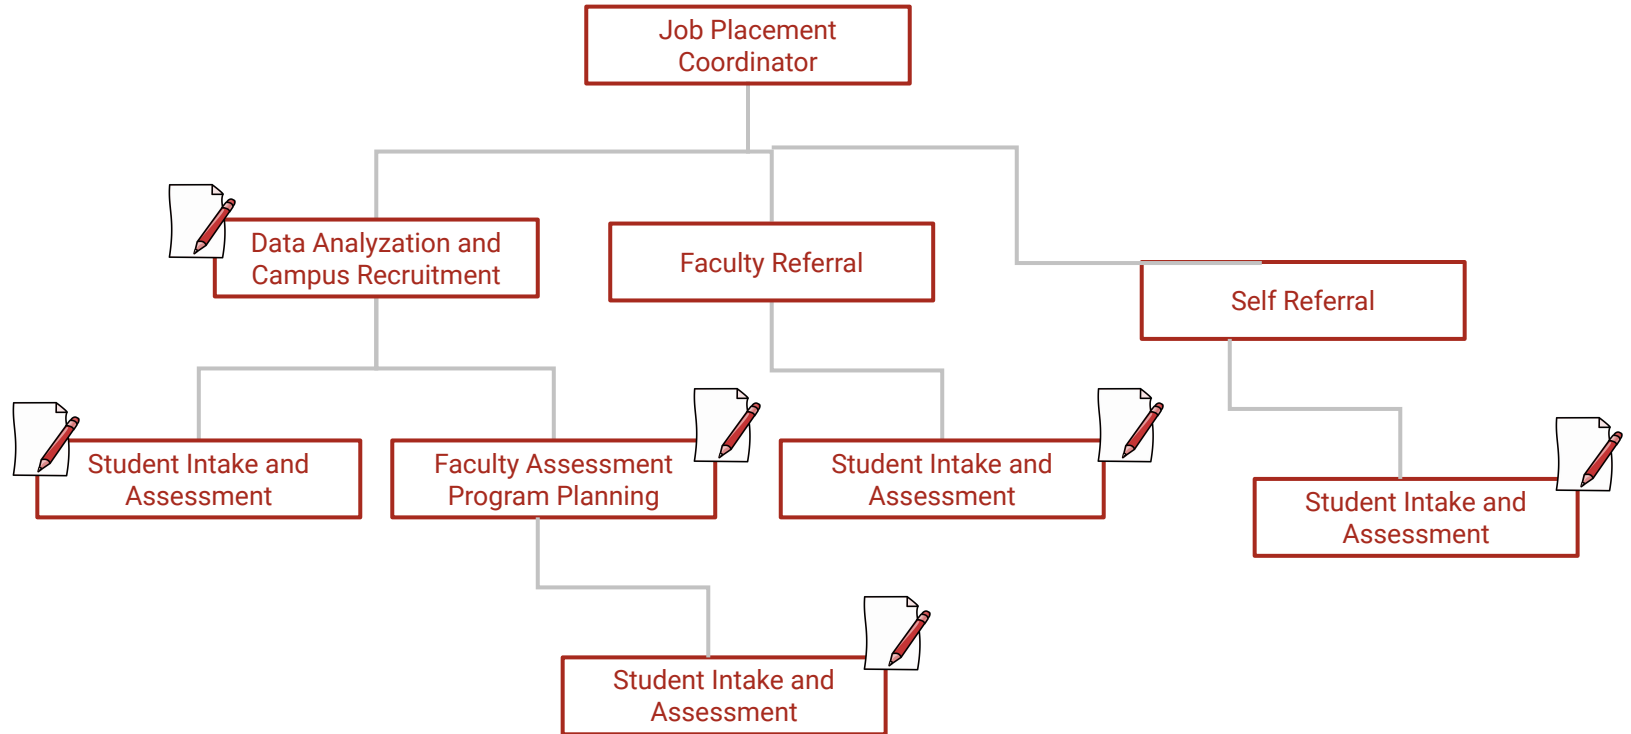 Job Placement
Coordinator
Data Analyzation and
Campus Recruitment
Faculty Referral
Self Referral
Student Intake and
Assessment
Faculty Assessment
Program Planning
Student Intake and
Assessment
Student Intake and
Assessment
Student Intake and
Assessment